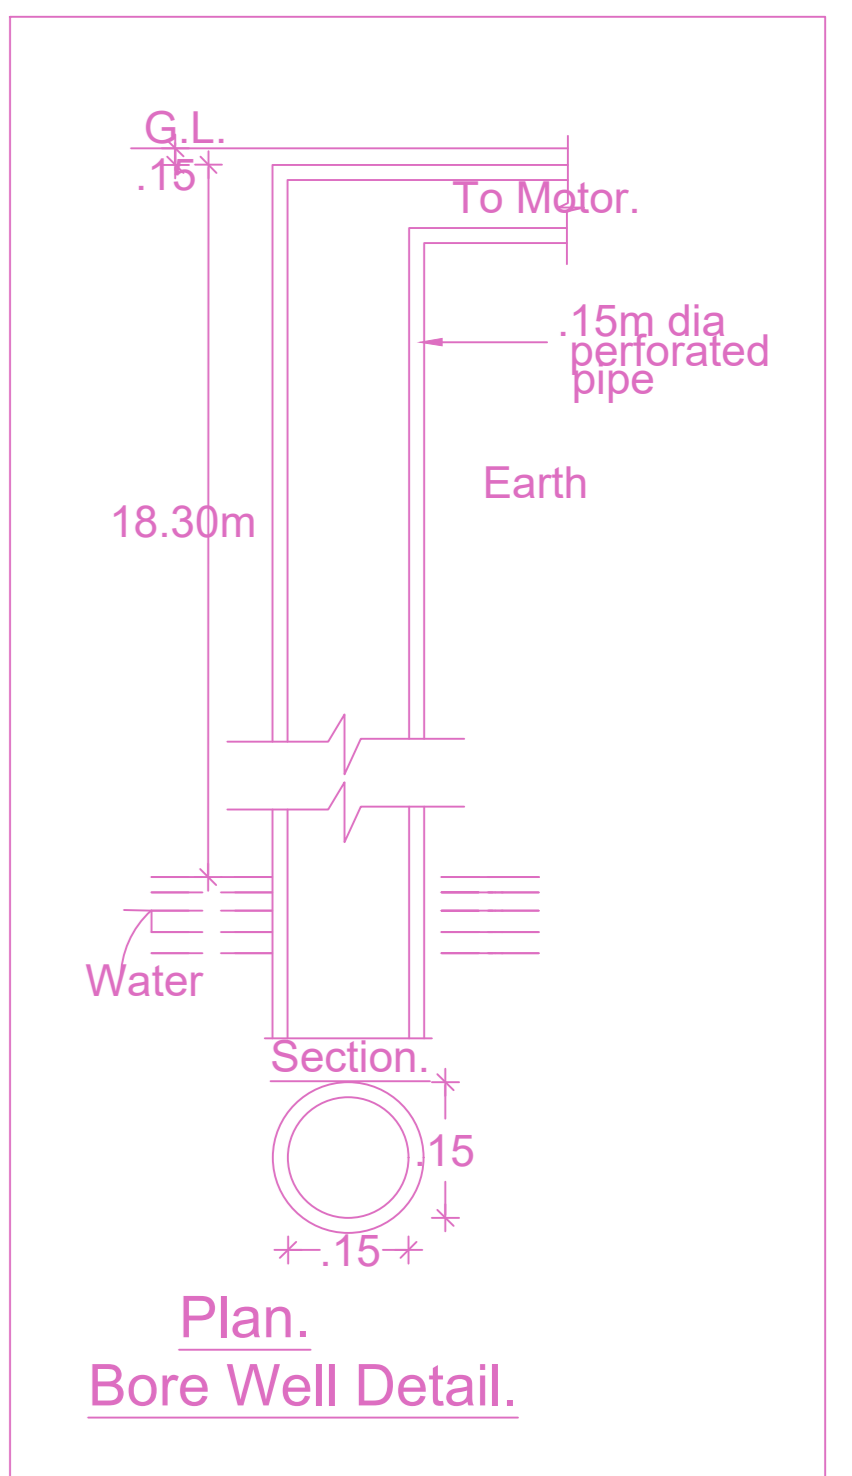 G.L.
.15
To Motor.
.15m dia
perforated
pipe
Earth
18.30m
Water
Section.
.15
.15
Plan.
Bore Well Detail.